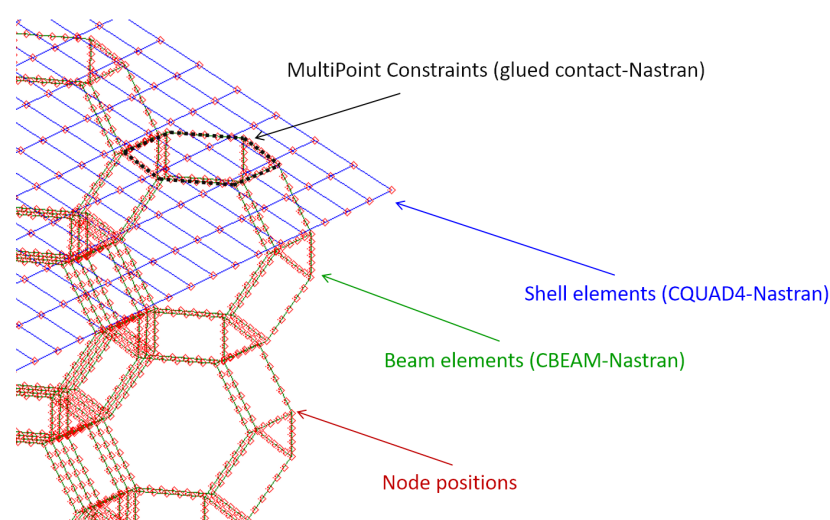 MultiPoint Constraints (glued contact-Nastran)
Shell elements (CQUAD4-Nastran)
Beam elements (CBEAM-Nastran)
Node positions